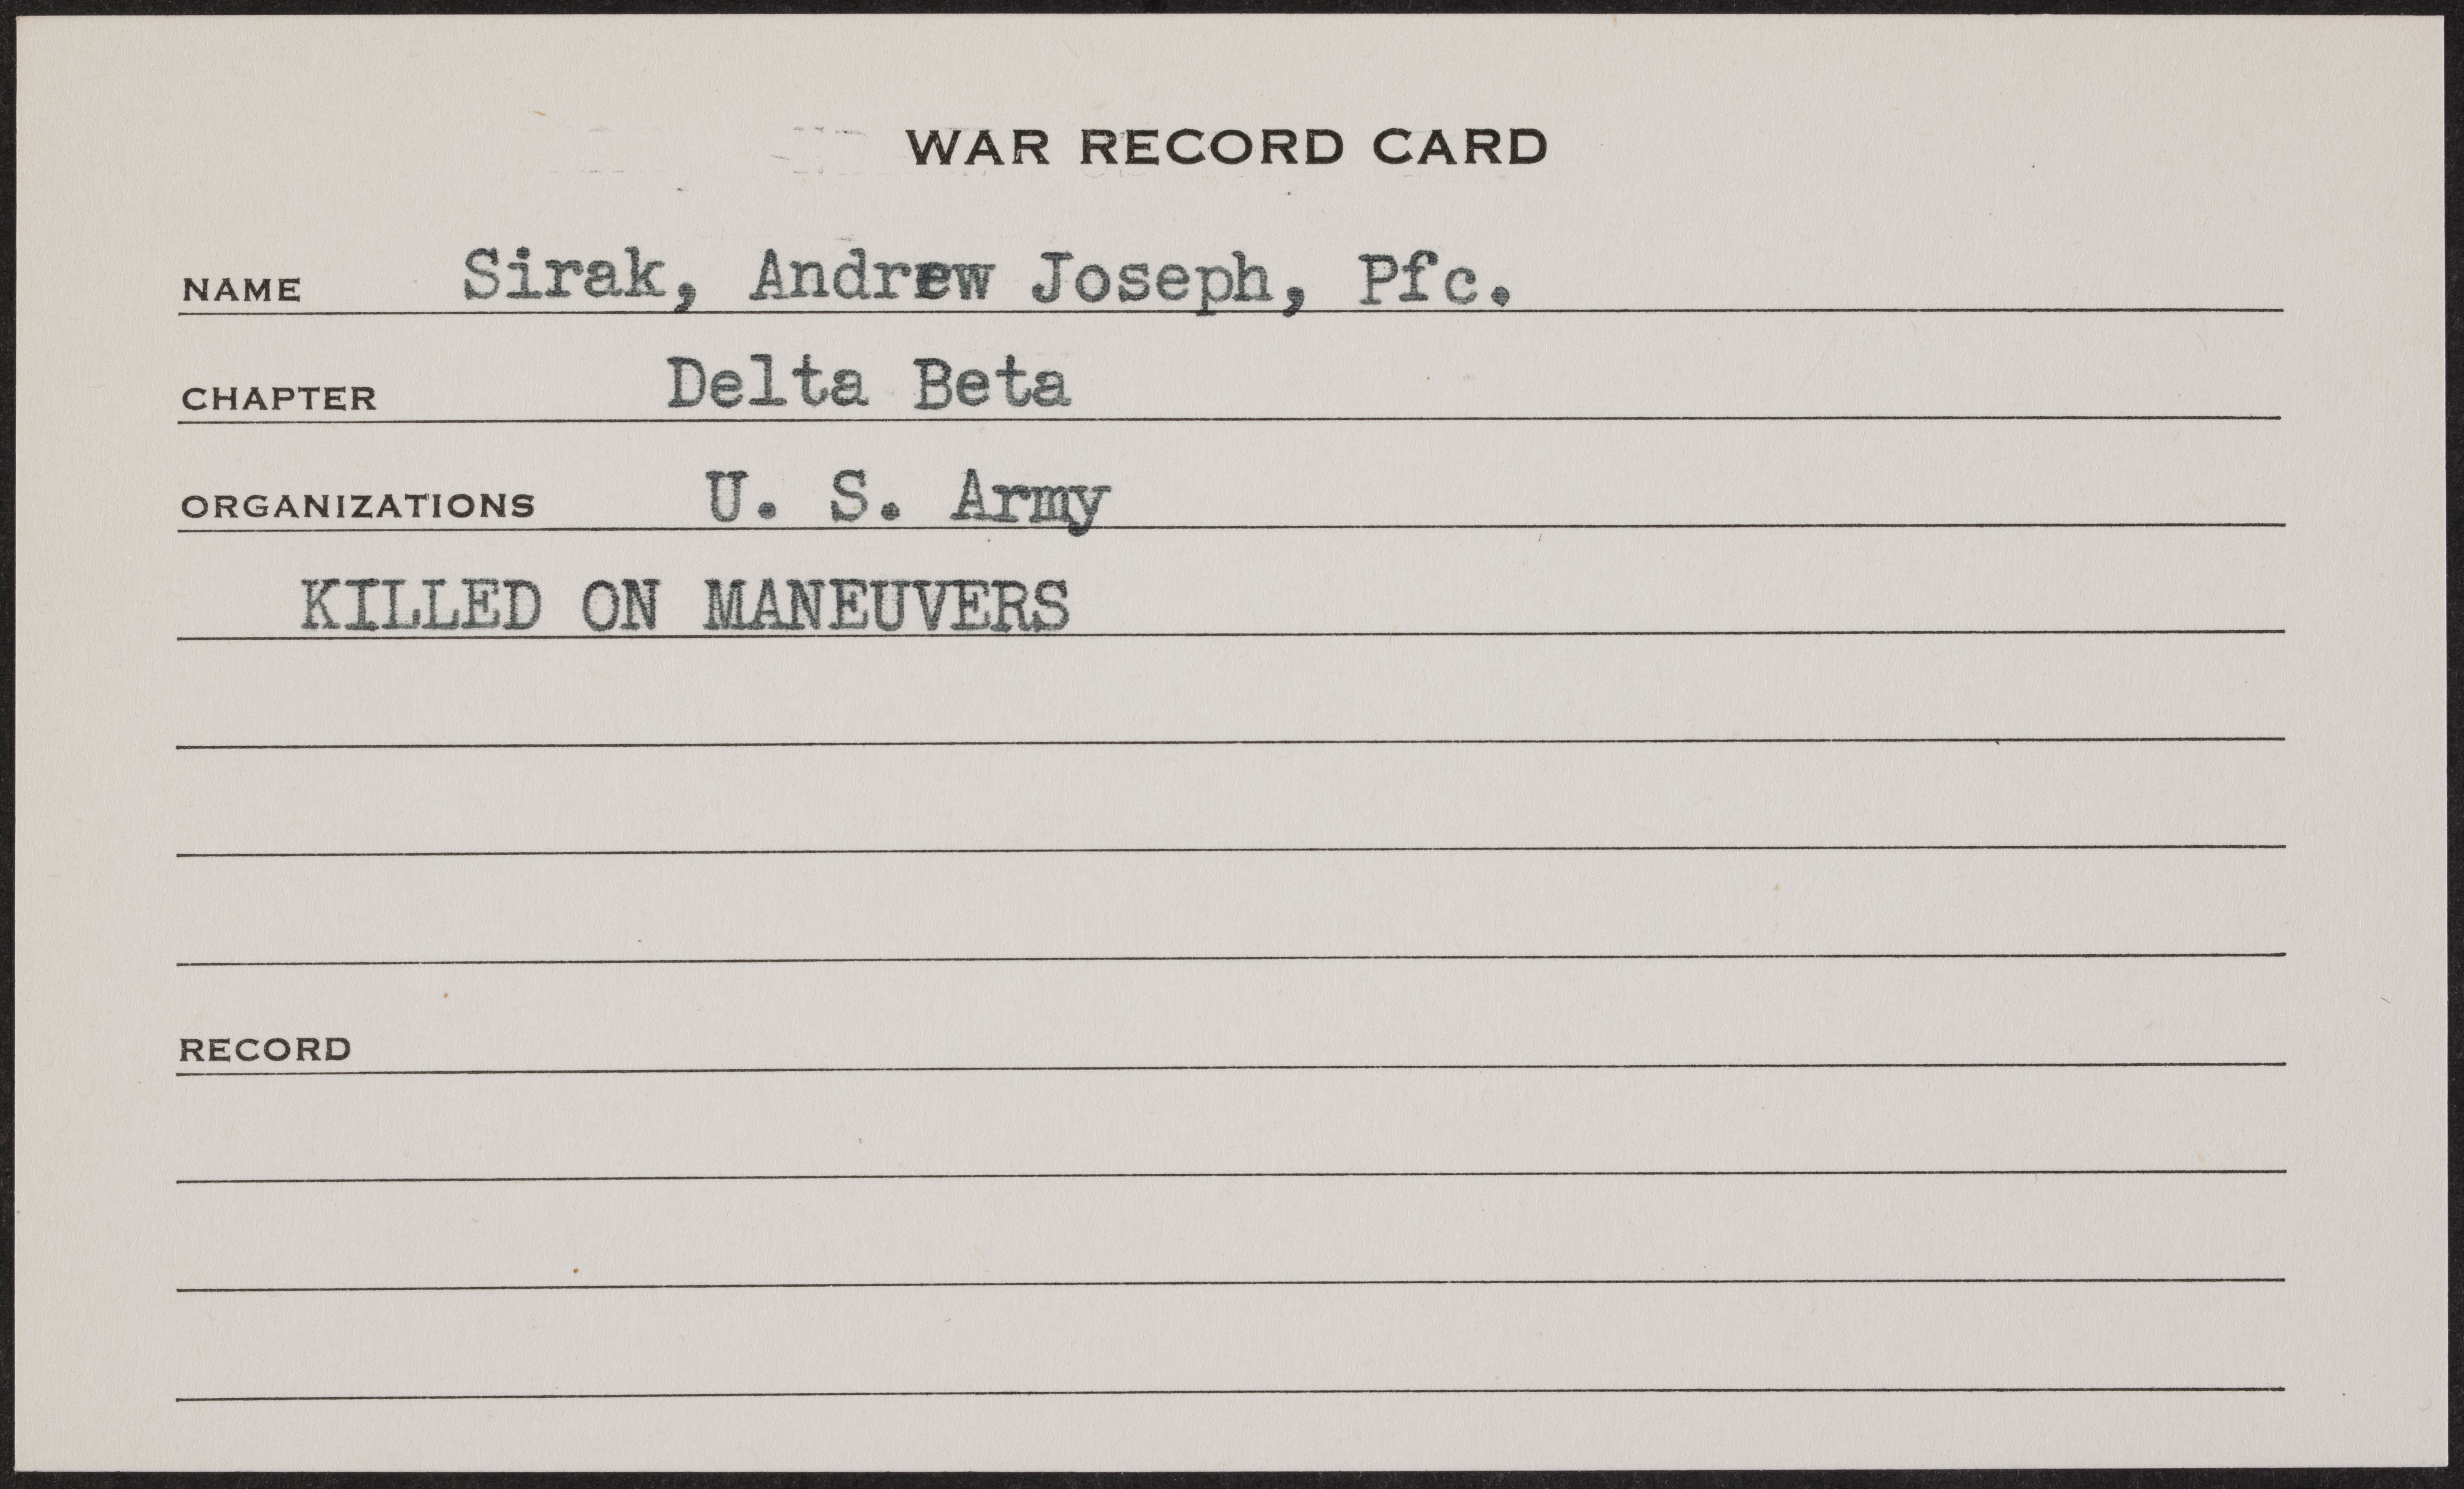 WAR RECORD CARD
NAME Sirak, Andrew Joseph, Pfc.
CHAPTER Delta Beta
ORGANIZATIONS U. S. Army
KILLED ON MANEUVERS
RECORD